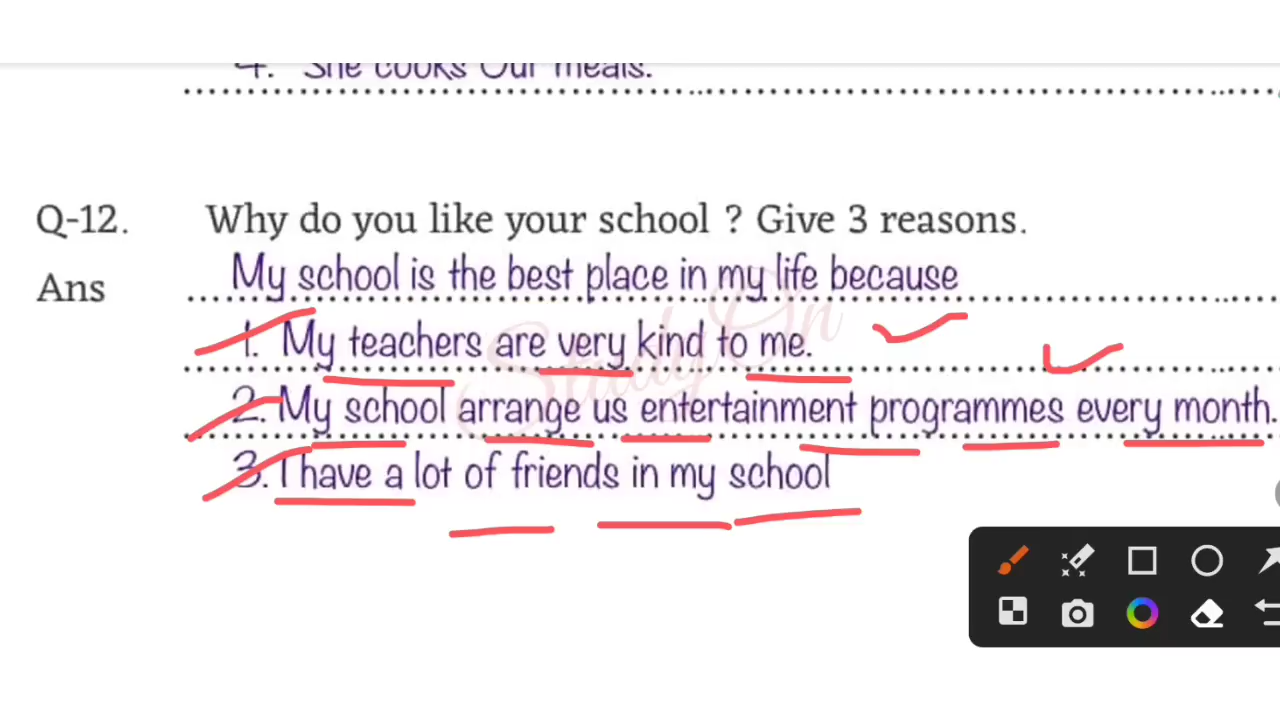 4. She cooks Our meals.
Q-12. Why do you like your school ? Give 3 reasons.
Ans My school is the best place in my life because
1. My teachers are very kind to me.
2. My school arrange us entertainment programmes every month.
3. I have a lot of friends in my school
StudyOn